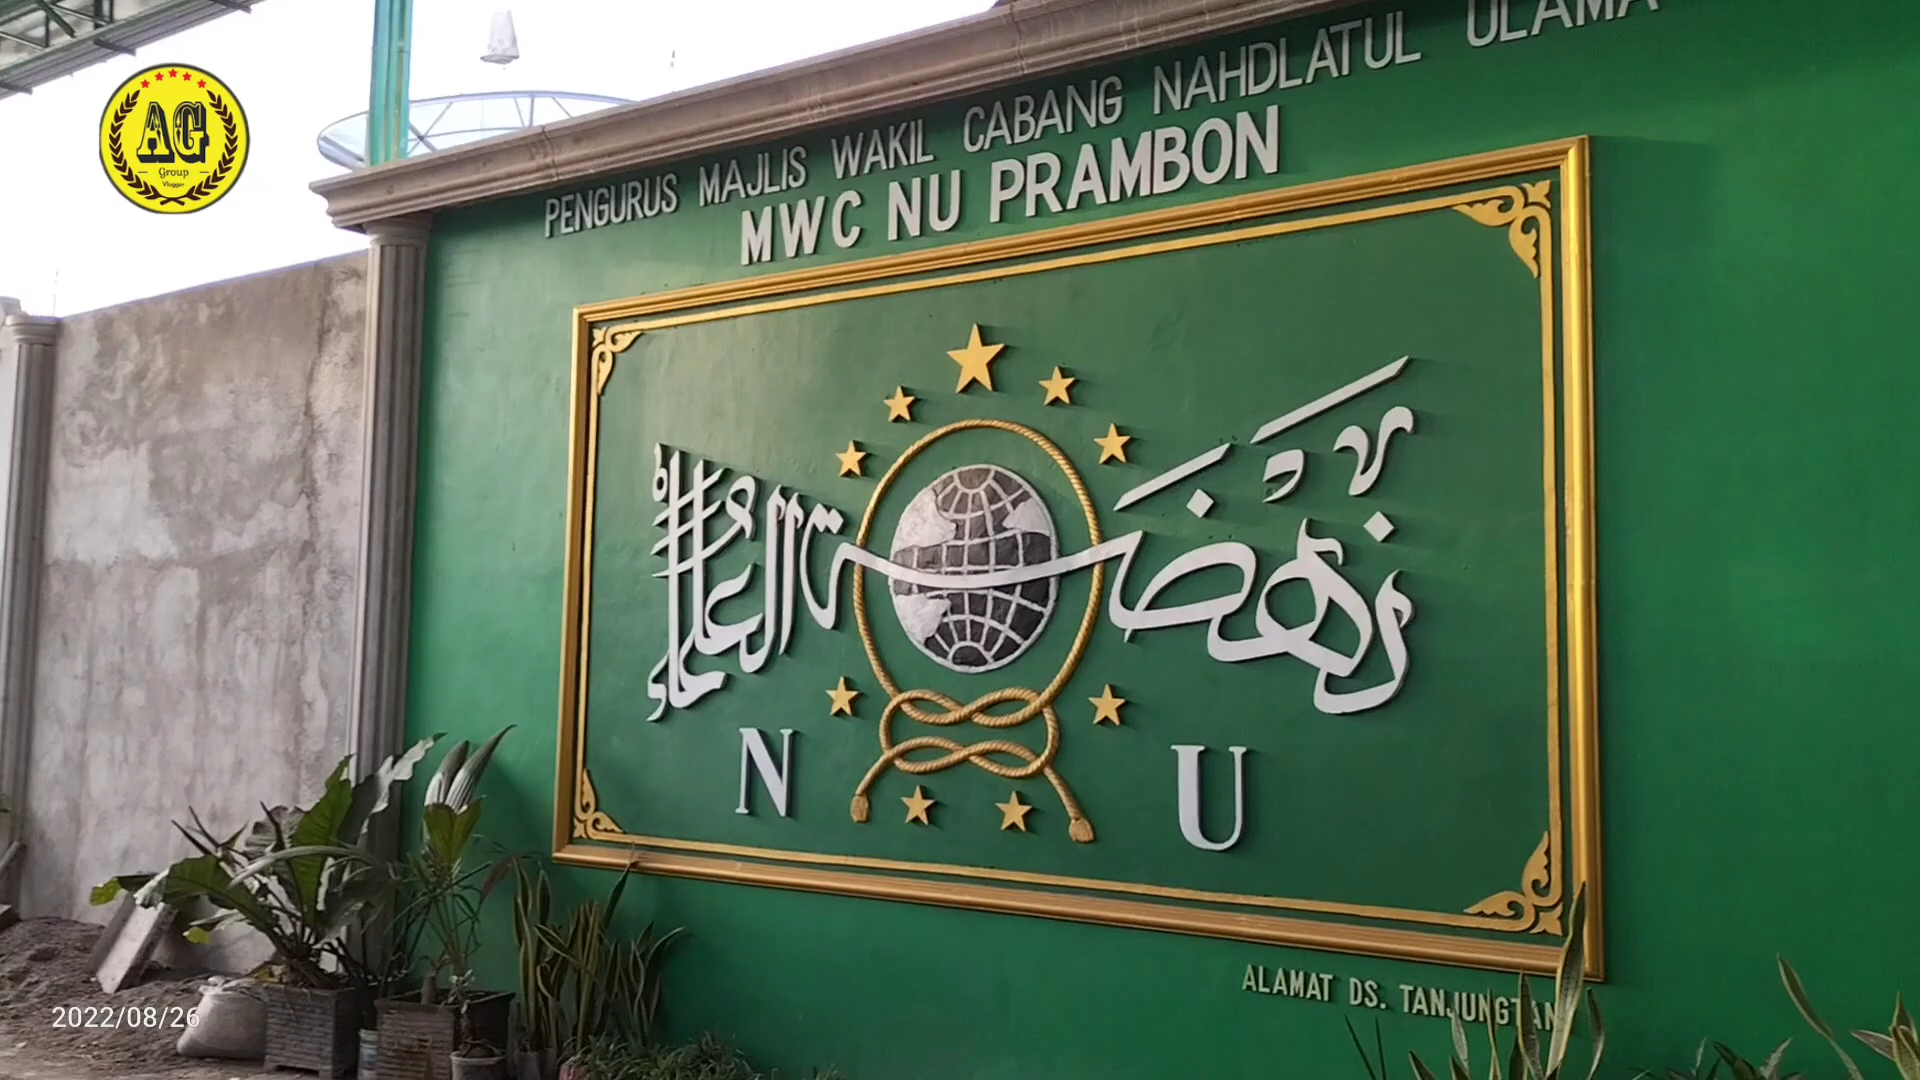 AG
Group
Vlogger
PENGURUS MAJLIS WAKIL CABANG NAHDLATUL ULAMA
MWC NU PRAMBON
نهضة العلماء
N U
ALAMAT DS. TANJUNGTAN
2022/08/26